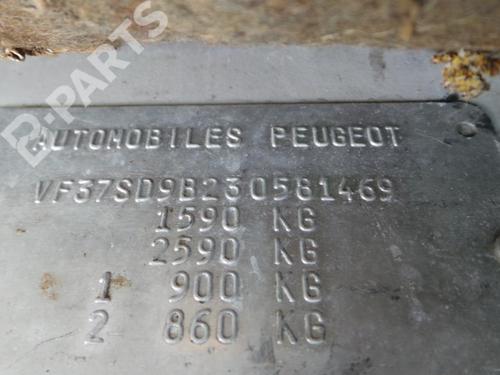 B-PARTS
AUTOMOBILES PEUGEOT
VF37SD9B230581469
1590 KG
2590 KG
1 900 KG
2 860 KG